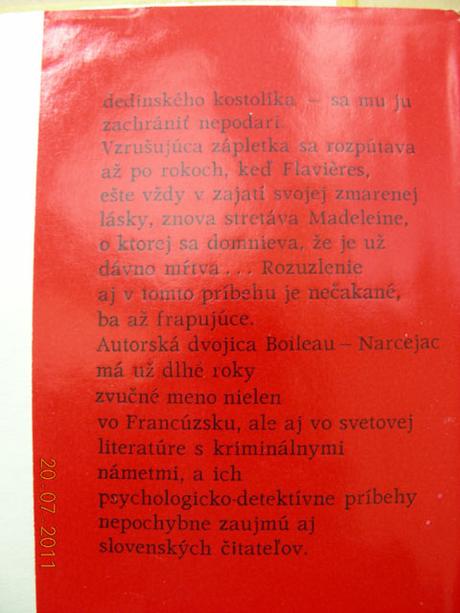 dedinského kostolíka – sa mu ju
zachrániť nepodarí.
Vzrušujúca zápletka sa rozpútava
až po rokoch, keď Flavières,
ešte vždy v zajatí svojej zmarenej
lásky, znova stretáva Madeleine,
o ktorej sa domnieva, že je už
dávno mŕtva... Rozuzlenie
aj v tomto príbehu je nečakané,
ba až frapujúce.
Autorská dvojica Boileau – Narcejac
má už dlhé roky
zvučné meno nielen
vo Francúzsku, ale aj vo svetovej
literatúre s kriminálnymi
námetmi, a ich
psychologicko-detektívne príbehy
nepochybne zaujmú aj
slovenských čitateľov.
20.07.2011